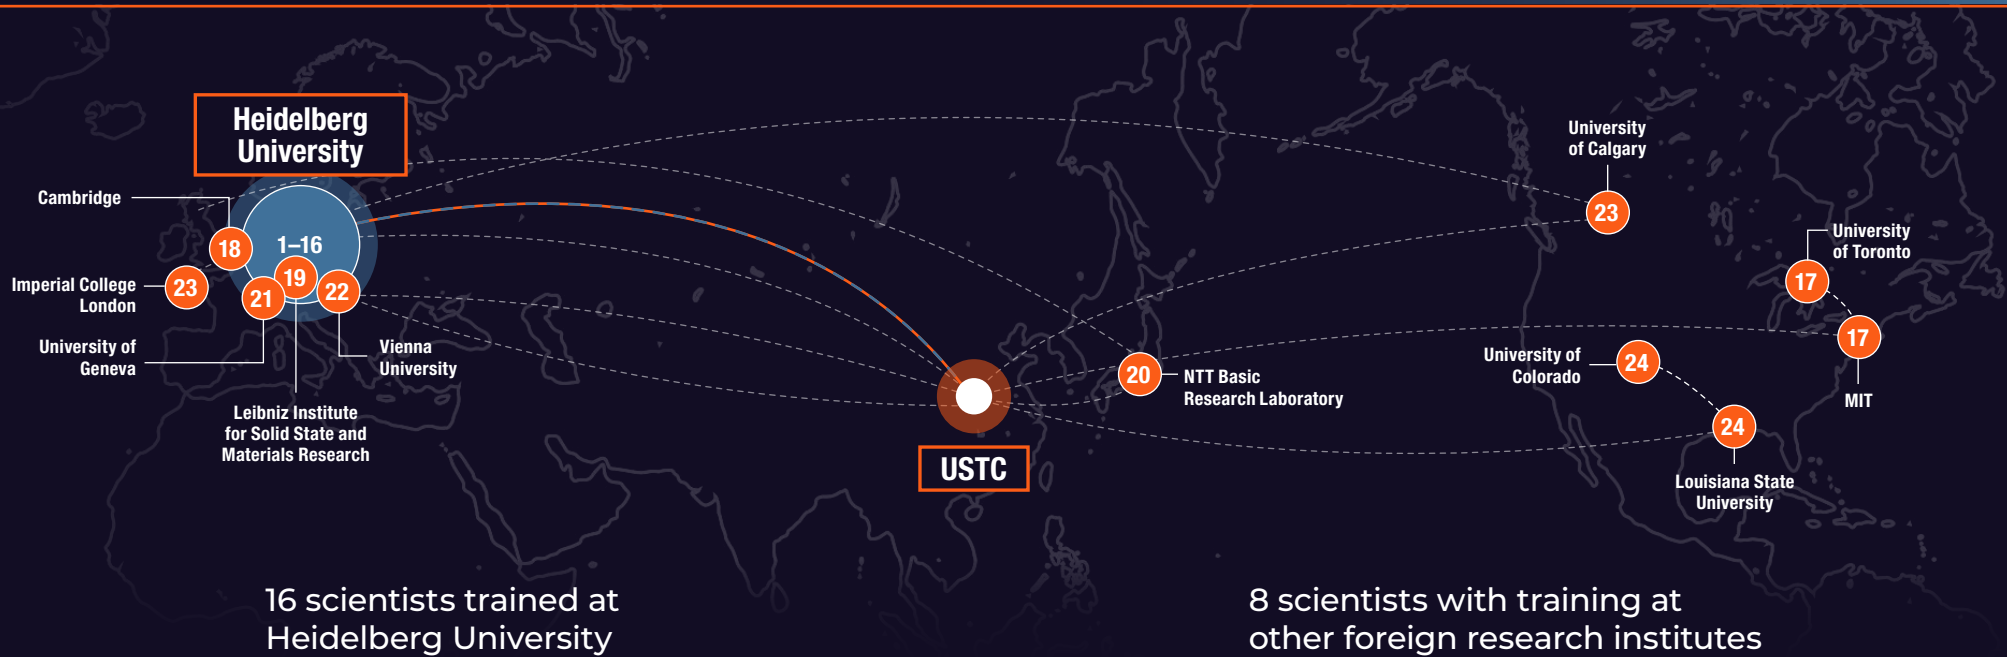 Heidelberg
University
Cambridge
18
1–16
19
Imperial College
London
23
21
22
University of
Geneva
Vienna
University
Leibniz Institute
for Solid State and
Materials Research
USTC
20
NTT Basic
Research Laboratory
University
of Calgary
23
University
of Toronto
17
17
MIT
University of
Colorado
24
24
Louisiana State
University
16 scientists trained at
Heidelberg University
8 scientists with training at
other foreign research institutes